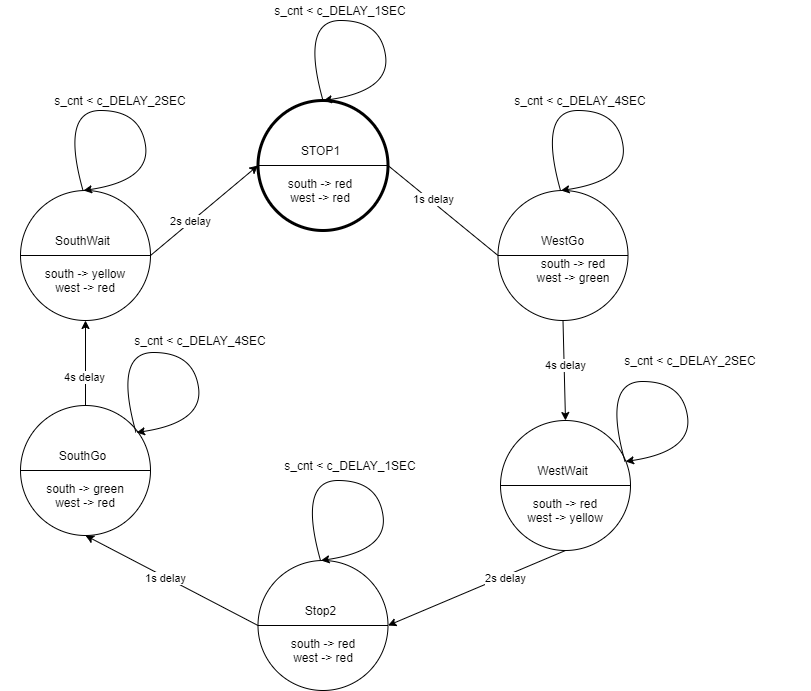 s_cnt < c_DELAY_1SEC
STOP1
south -> red
west -> red
1s delay
s_cnt < c_DELAY_4SEC
WestGo
south -> red
west -> green
4s delay
s_cnt < c_DELAY_2SEC
WestWait
south -> red
west -> yellow
2s delay
s_cnt < c_DELAY_1SEC
Stop2
south -> red
west -> red
1s delay
s_cnt < c_DELAY_4SEC
SouthGo
south -> green
west -> red
4s delay
s_cnt < c_DELAY_2SEC
SouthWait
south -> yellow
west -> red
2s delay